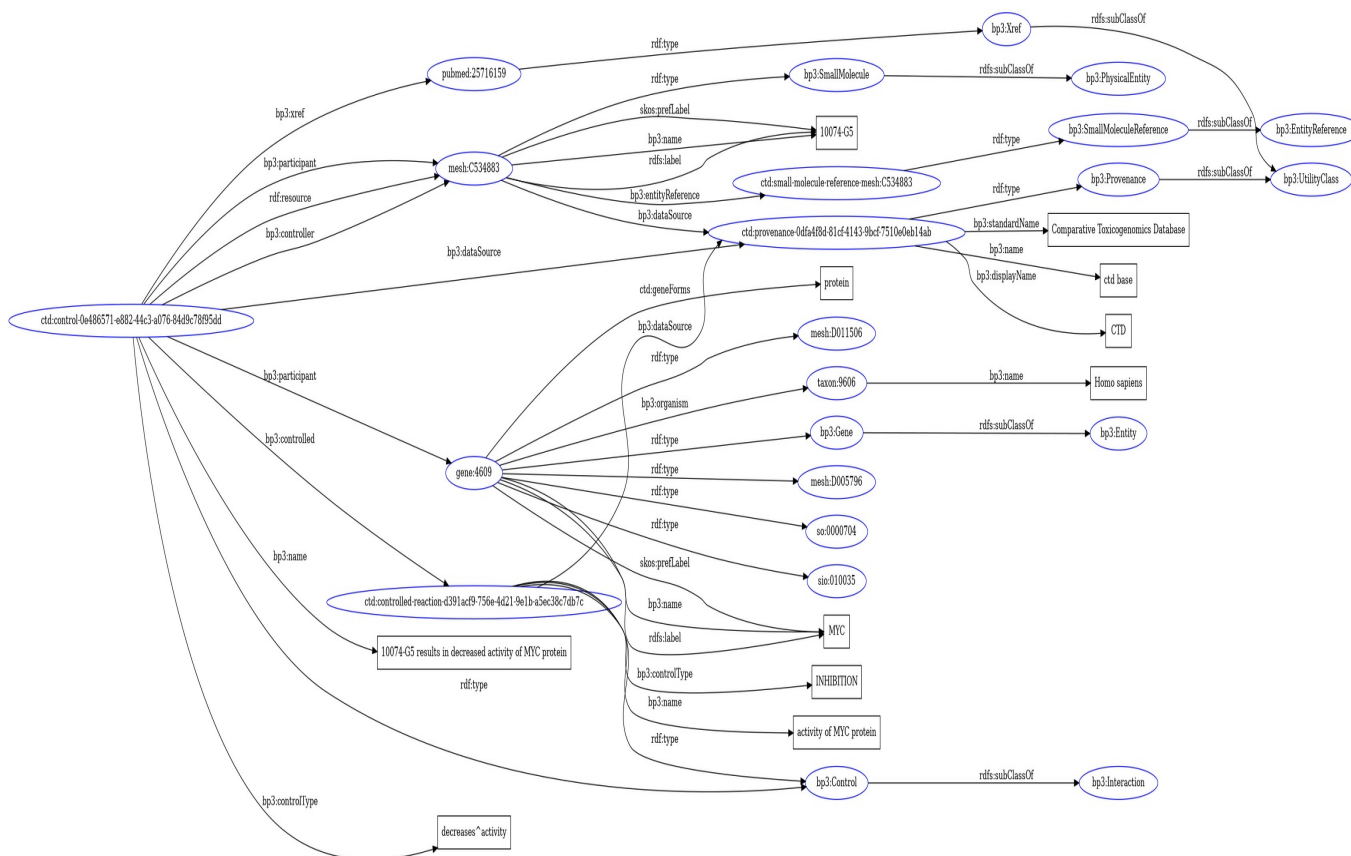 rdfs:subClassOf
bp3:Xref
rdf:type
pubmed:25716159
bp3:SmallMolecule
rdfs:subClassOf
bp3:PhysicalEntity
rdf:type
bp3:xref
skos:prefLabel
10074-G5
bp3:SmallMoleculeReference
rdfs:subClassOf
bp3:EntityReference
bp3:name
rdf:type
bp3:participant
mesh:C534883
rdfs:label
ctd:small-molecule-reference-mesh:C534883
bp3:Provenance
rdfs:subClassOf
bp3:UtilityClass
rdf:type
rdf:resource
bp3:entityReference
bp3:dataSource
bp3:controller
ctd:provenance-0dfa4f8d-81cf-4143-9bcf-7510e0eb14ab
bp3:standardName
Comparative Toxicogenomics Database
bp3:dataSource
bp3:name
ctd base
bp3:displayName
ctd:geneForms
protein
ctd:control-0e486571-e882-44c3-a076-84d9c78f95dd
bp3:dataSource
mesh:D011506
CTD
rdf:type
bp3:participant
taxon:9606
bp3:name
Homo sapiens
bp3:organism
bp3:controlled
rdf:type
bp3:Gene
rdfs:subClassOf
bp3:Entity
gene:4609
rdf:type
mesh:D005796
rdf:type
so:0000704
rdf:type
bp3:name
skos:prefLabel
sio:010035
ctd:controlled-reaction-d391acf9-756e-4d21-9e1b-a5ec38c7db7c
bp3:name
MYC
rdfs:label
10074-G5 results in decreased activity of MYC protein
bp3:controlType
INHIBITION
rdf:type
bp3:name
activity of MYC protein
rdf:type
bp3:Control
rdfs:subClassOf
bp3:Interaction
bp3:controlType
decreases^activity